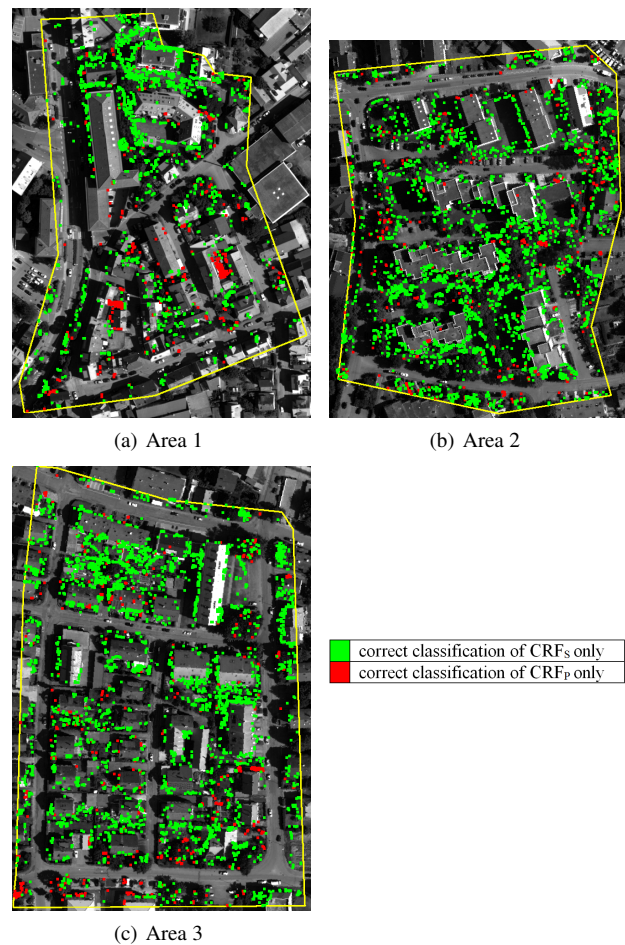 (a) Area 1
(b) Area 2
correct classification of CRFS only
correct classification of CRFP only
(c) Area 3